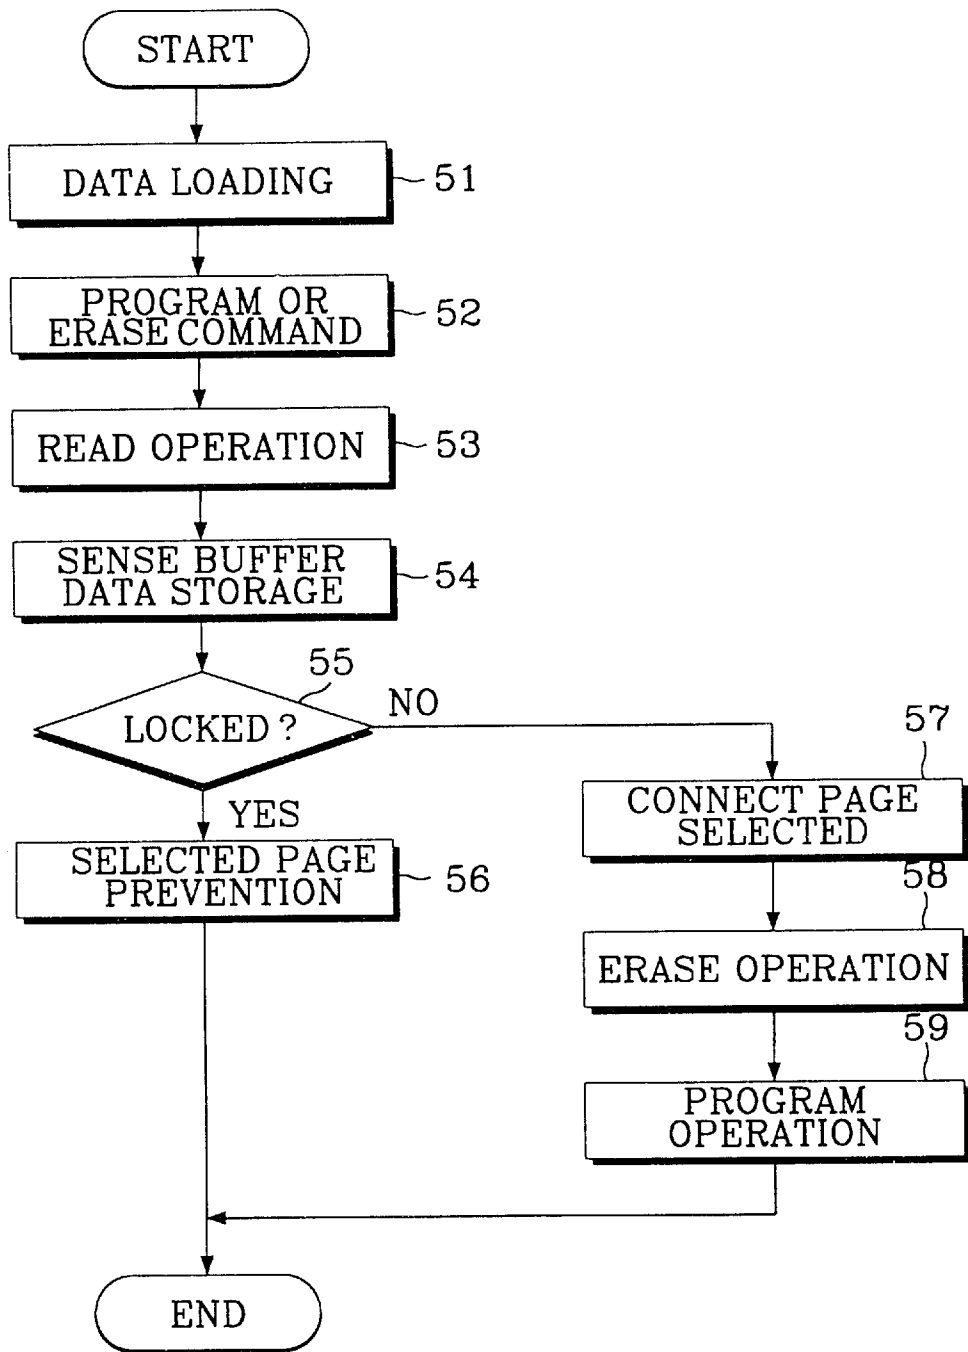 START
DATA LOADING
51
PROGRAM OR
ERASE COMMAND
52
READ OPERATION
53
SENSE BUFFER
DATA STORAGE
54
55
LOCKED ?
NO
YES
SELECTED PAGE
PREVENTION
56
57
CONNECT PAGE
SELECTED
58
ERASE OPERATION
59
PROGRAM
OPERATION
END